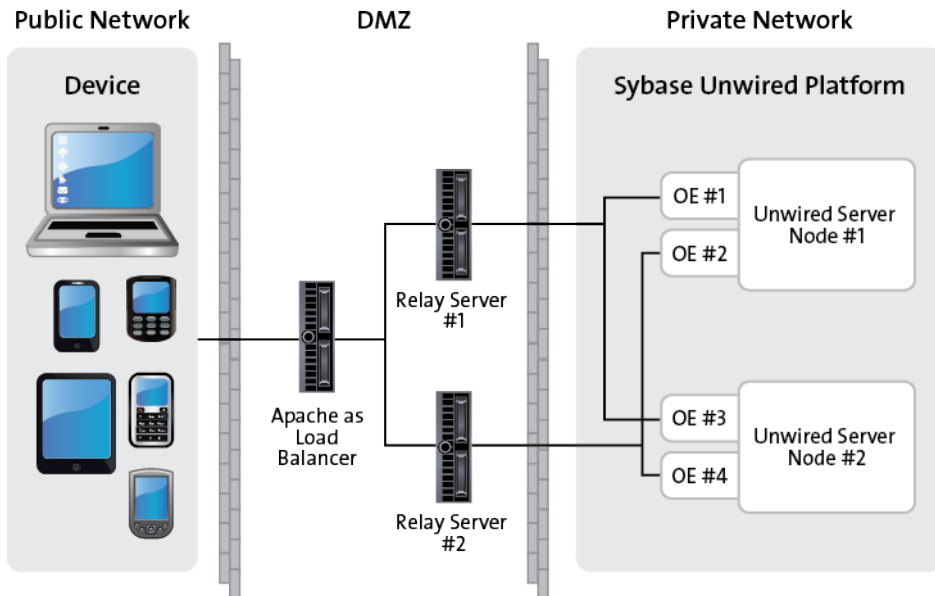 Public Network
DMZ
Private Network
Device
Sybase Unwired Platform
OE #1
OE #2
Unwired Server
Node #1
Relay Server
#1
Apache as
Load
Balancer
OE #3
OE #4
Unwired Server
Node #2
Relay Server
#2